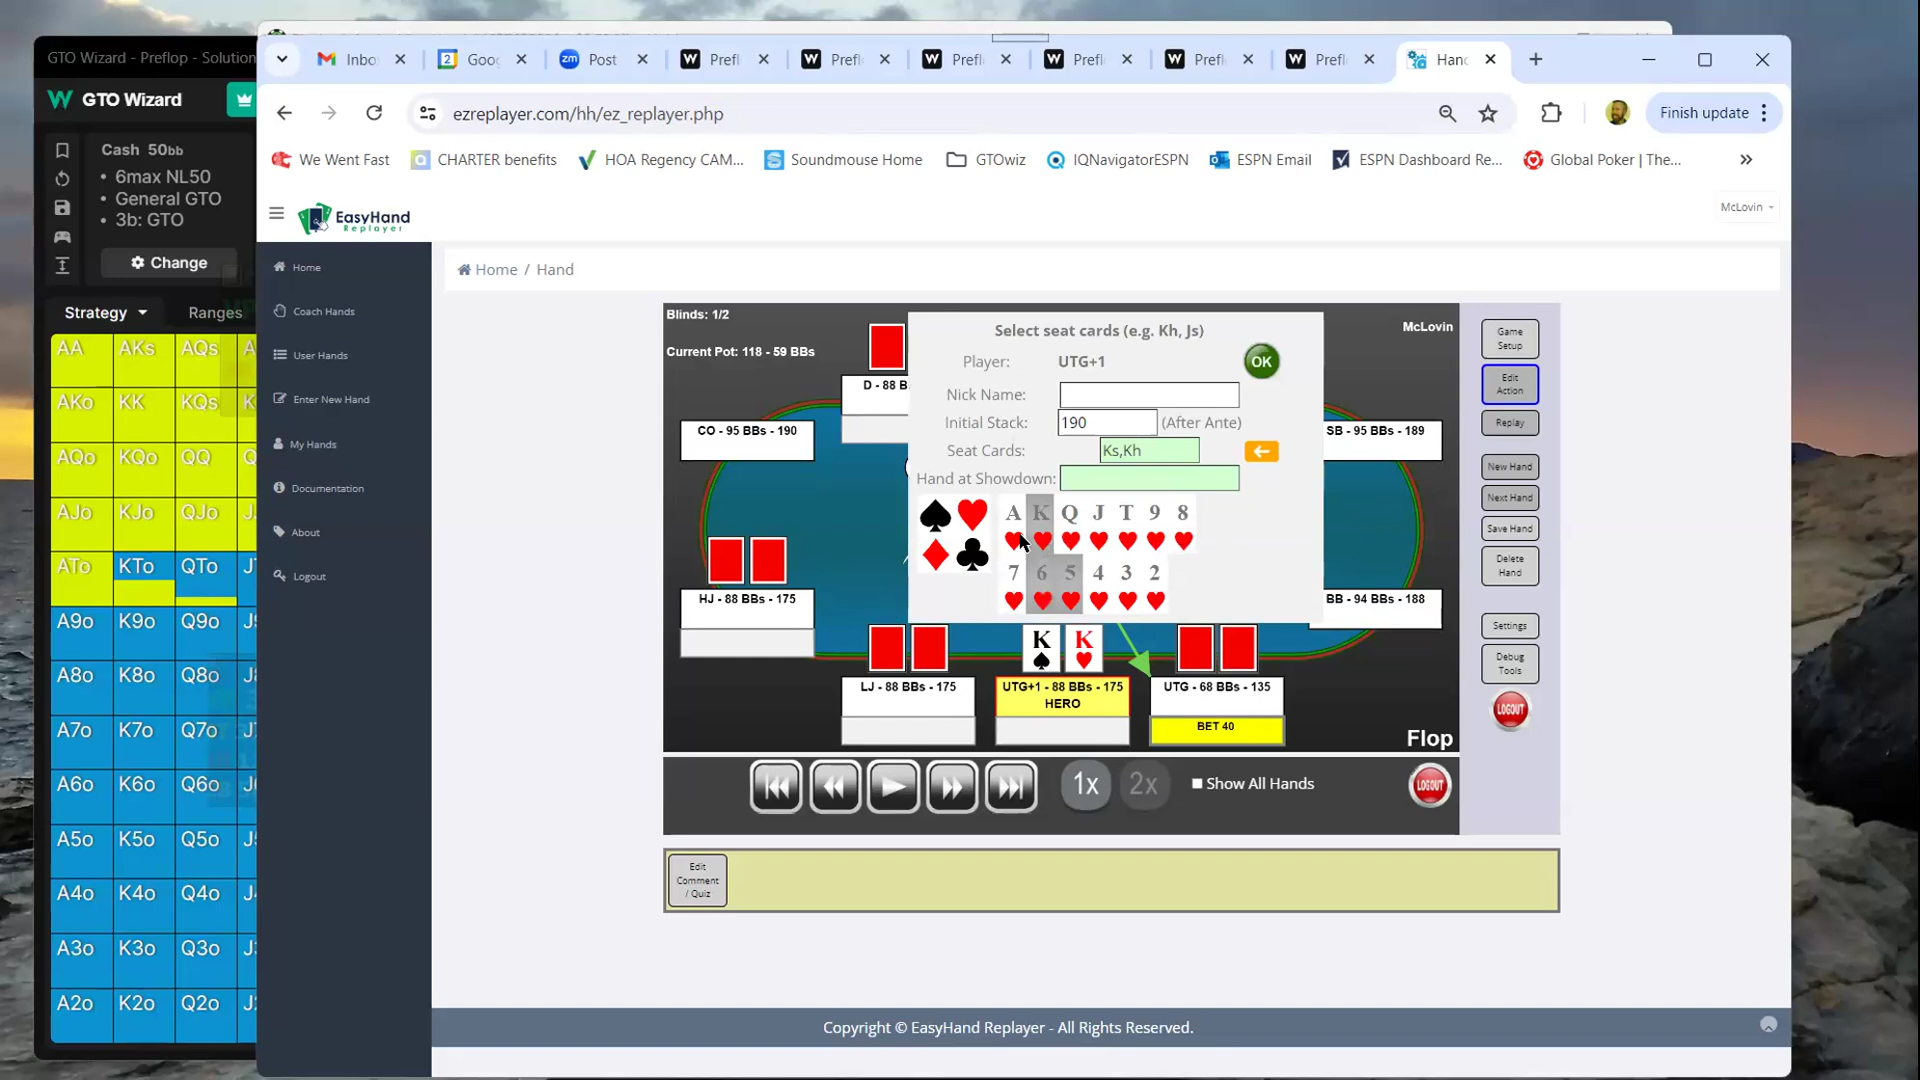 GTO Wizard - Preflop - Solution
GTO Wizard
Cash 50bb
• 6max NL50
• General GTO
• 3b: GTO
Change
Strategy
Ranges
AA AKs AQs A
AKo KK KQs K
AQo KQo QQ
AJo KJo QJo
ATo KTo QTo J
A9o K9o Q9o J
A8o K8o Q8o J
A7o K7o Q7o J
A6o K6o Q6o J
A5o K5o Q5o J
A4o K4o Q4o J
A3o K3o Q3o J
A2o K2o Q2o J
Inbo
2 Goo
zm Post
W Prefl
W Prefl
W Prefl
W Prefl
W Prefl
W Prefl
Hand
ezreplayer.com/hh/ez_replayer.php
Finish update
We Went Fast
CHARTER benefits
HOA Regency CAM...
Soundmouse Home
GTOwiz
IQNavigatorESPN
ESPN Email
ESPN Dashboard Re...
Global Poker | The...
EasyHand
Replayer
McLovin
Home
Coach Hands
User Hands
Enter New Hand
My Hands
Documentation
About
Logout
Home / Hand
Blinds: 1/2
Current Pot: 118 - 59 BBs
McLovin
D - 88 B
CO - 95 BBs - 190
SB - 95 BBs - 189
HJ - 88 BBs - 175
BB - 94 BBs - 188
Select seat cards (e.g. Kh, Js)
Player: UTG+1
OK
Nick Name:
Initial Stack: 190 (After Ante)
Seat Cards: Ks,Kh
Hand at Showdown:
A K Q J T 9 8
7 6 5 4 3 2
K K
LJ - 88 BBs - 175
UTG+1 - 88 BBs - 175
HERO
UTG - 68 BBs - 135
BET 40
Flop
1x
2x
Show All Hands
LOGOUT
Game
Setup
Edit
Action
Replay
New Hand
Next Hand
Save Hand
Delete
Hand
Settings
Debug
Tools
LOGOUT
Edit
Comment
/ Quiz
Copyright © EasyHand Replayer - All Rights Reserved.